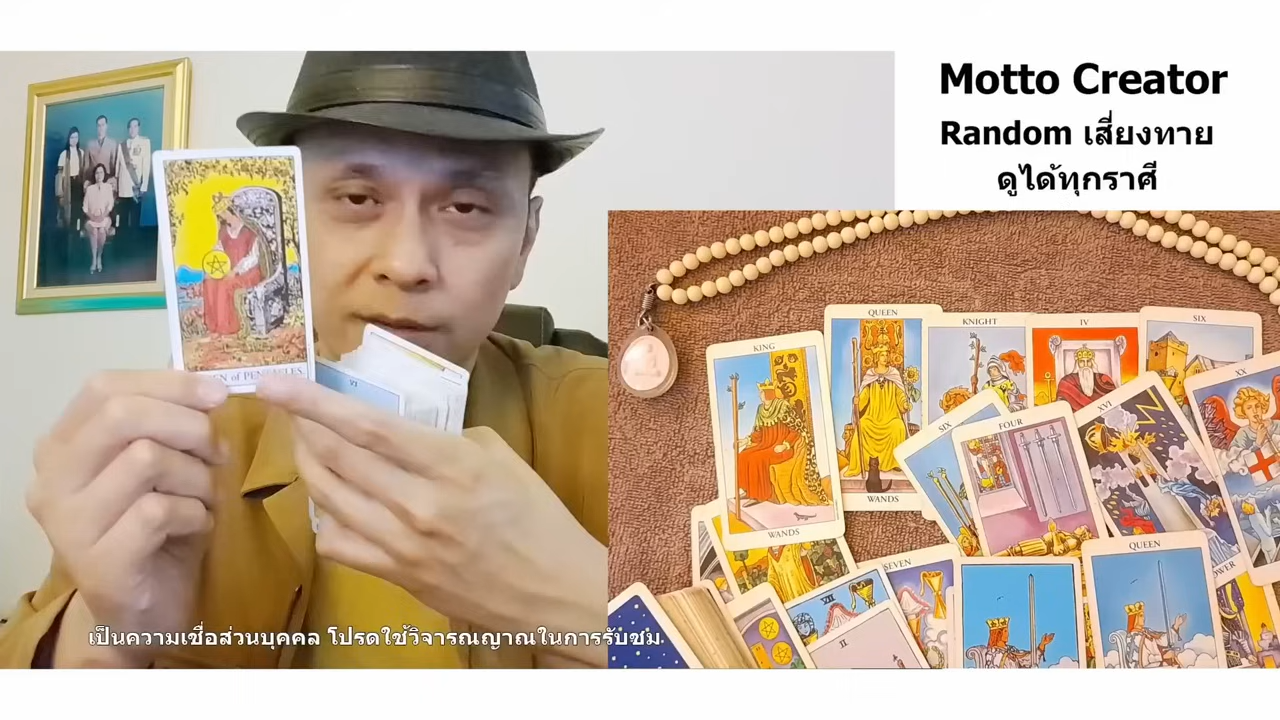 Motto Creator
Random เสี่ยงทาย
ดูได้ทุกราศี
OF PENTACLES.
VI
QUEEN
KNIGHT
IV
SIX
KING
XX
XVI
SIX
FOUR
WANDS
WANDS
QUEEN
SEVEN
VII
II
เป็นความเชื่อส่วนบุคคล โปรดใช้วิจารณญาณในการรับชม